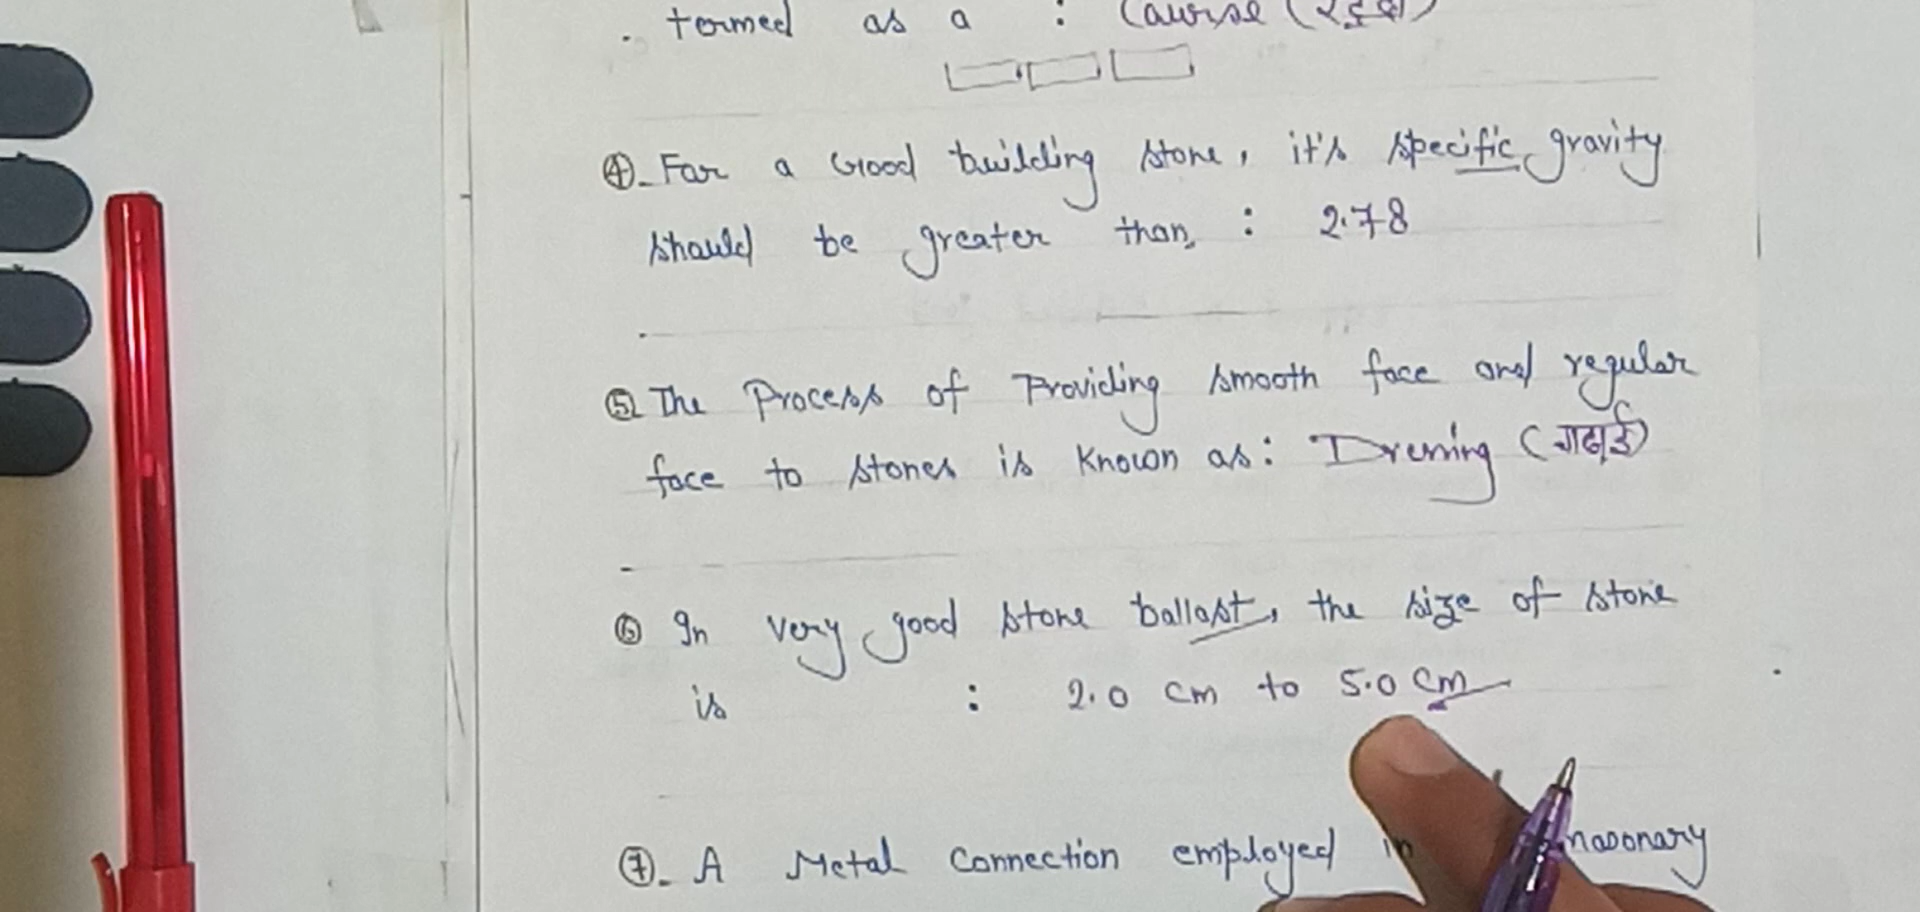 termed as a : Course
④. For a Good building stone, it's specific gravity
should be greater than, : 2.78
⑤ The Process of Providing smooth face and regular
face to stones is known as: Dressing (गढ़ाई)
⑥ In very good stone ballast, the size of stone
is : 2.0 cm to 5.0 cm
⑦. A Metal Connection employed in masonary